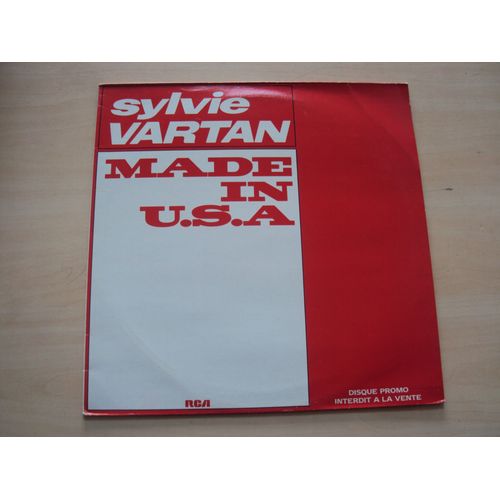 sylvie
VARTAN
MADE
IN
U.S.A
RCA
DISQUE PROMO
INTERDIT A LA VENTE